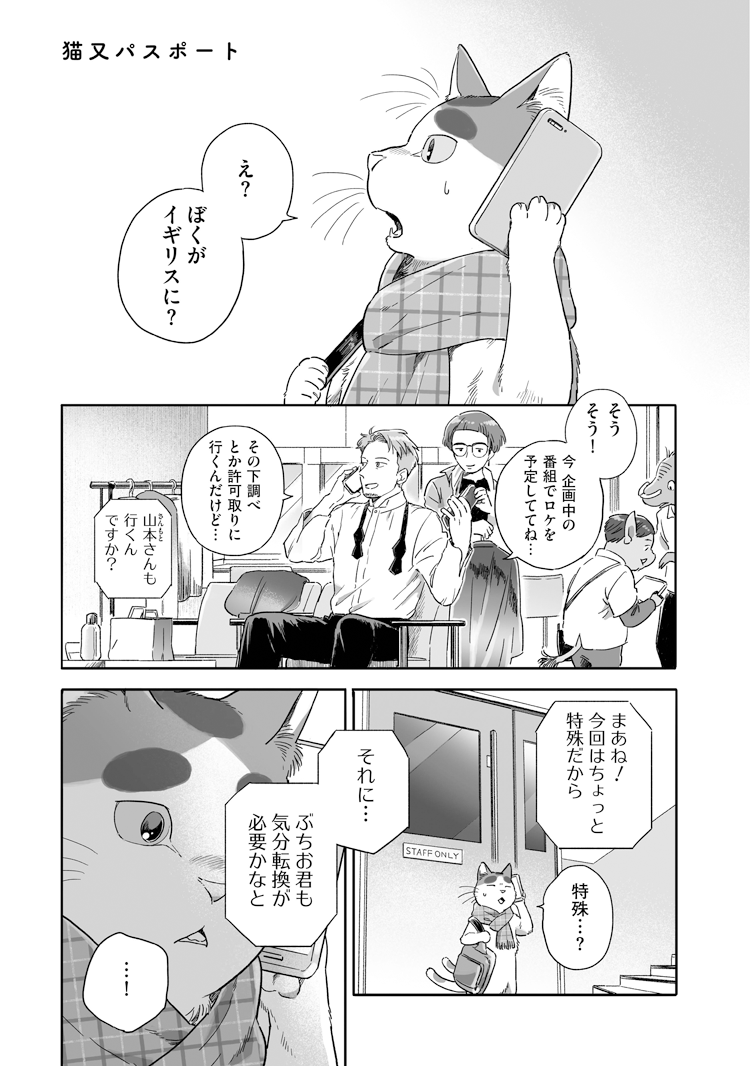 猫又パスポート
え？
ぼくが
イギリスに？
そう
そう！
今 企画中の
番組でロケを
予定しててね…
その下調べ
とか許可取りに
行くんだけど…
山本さんも
さんもと
行くん
ですか？
まあね！
今回はちょっと
特殊だから
特殊…？
STAFF ONLY
それに…
ぶちお君も
気分転換が
必要かなと
…！